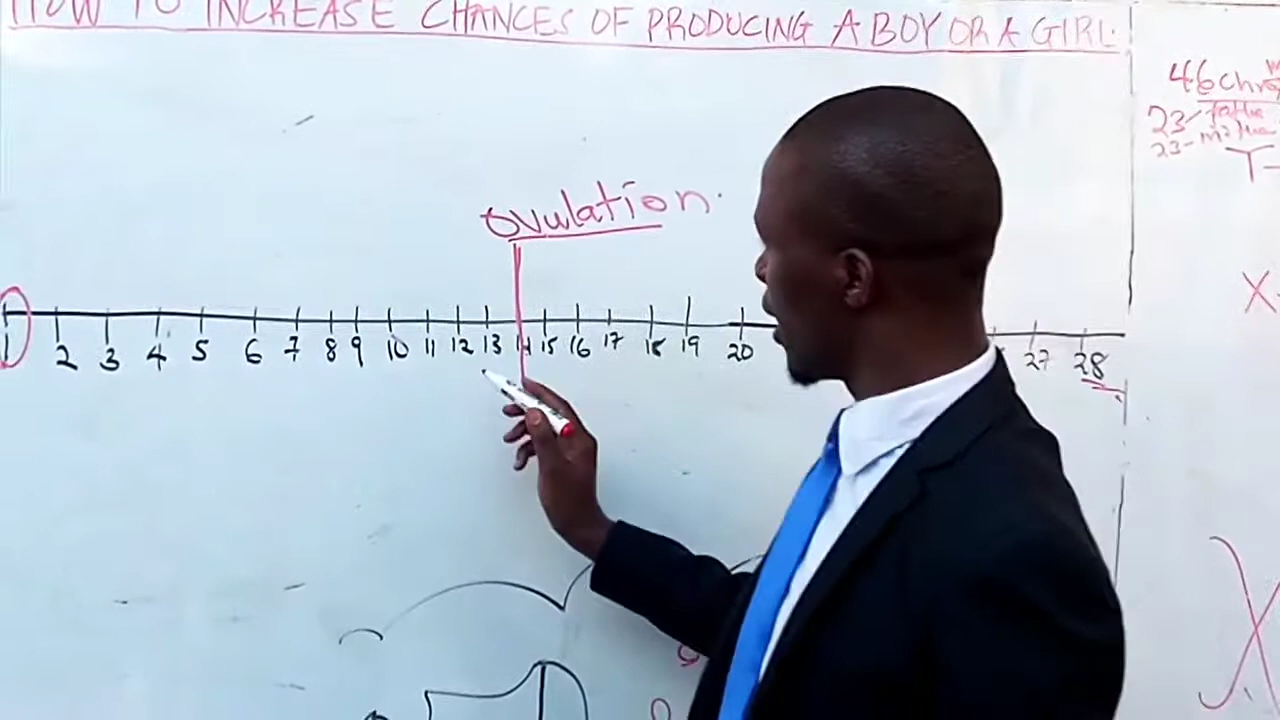 HOW TO INCREASE CHANCES OF PRODUCING A BOY OR A GIRL.
46chro
23
23-
T-
Ovulation.
X
1 2 3 4 5 6 7 8 9 10 11 12 13 14 15 16 17 18 19 20 27 28
X